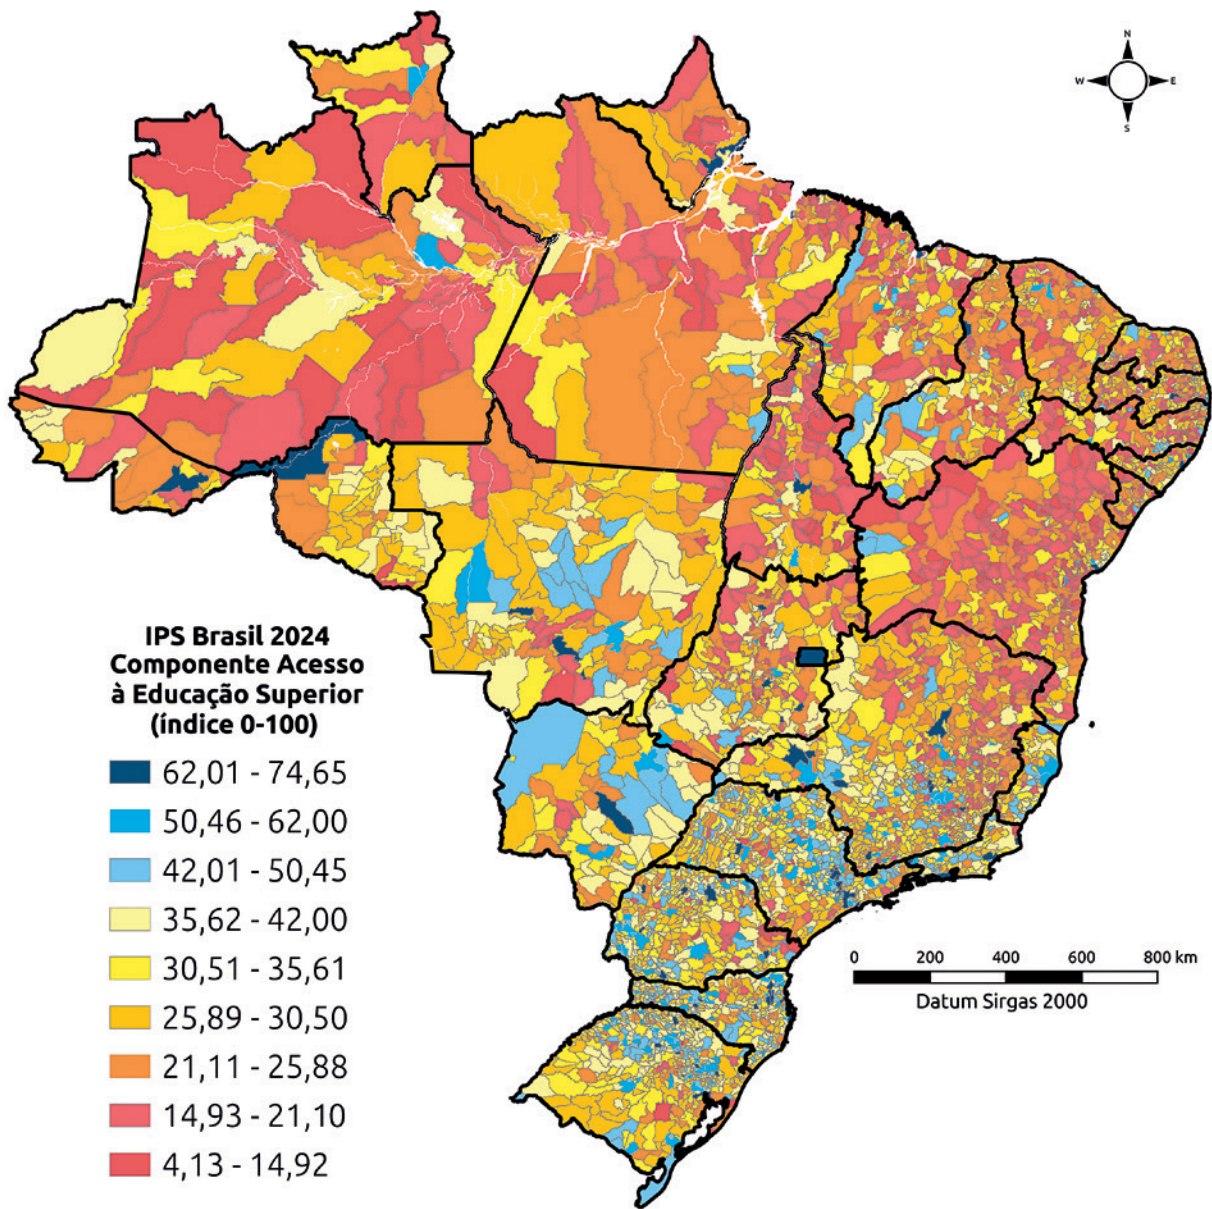 N
W E
S
IPS Brasil 2024
Componente Acesso
à Educação Superior
(índice 0-100)
62,01 - 74,65
50,46 - 62,00
42,01 - 50,45
35,62 - 42,00
30,51 - 35,61
25,89 - 30,50
21,11 - 25,88
14,93 - 21,10
4,13 - 14,92
0 200 400 600 800 km
Datum Sirgas 2000